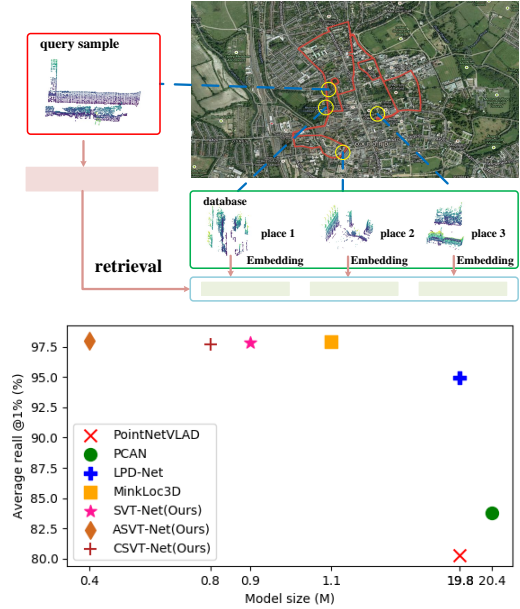 query sample
database
place 1
place 2
place 3
Embedding
Embedding
Embedding
retrieval
OXFORD
97.5
95.0
92.5
90.0
87.5
85.0
82.5
80.0
Average reall @1% (%)
PointNetVLAD
PCAN
LPD-Net
MinkLoc3D
SVT-Net(Ours)
ASVT-Net(Ours)
CSVT-Net(Ours)
0.4
0.8
0.9
1.1
19.8
20.4
Model size (M)